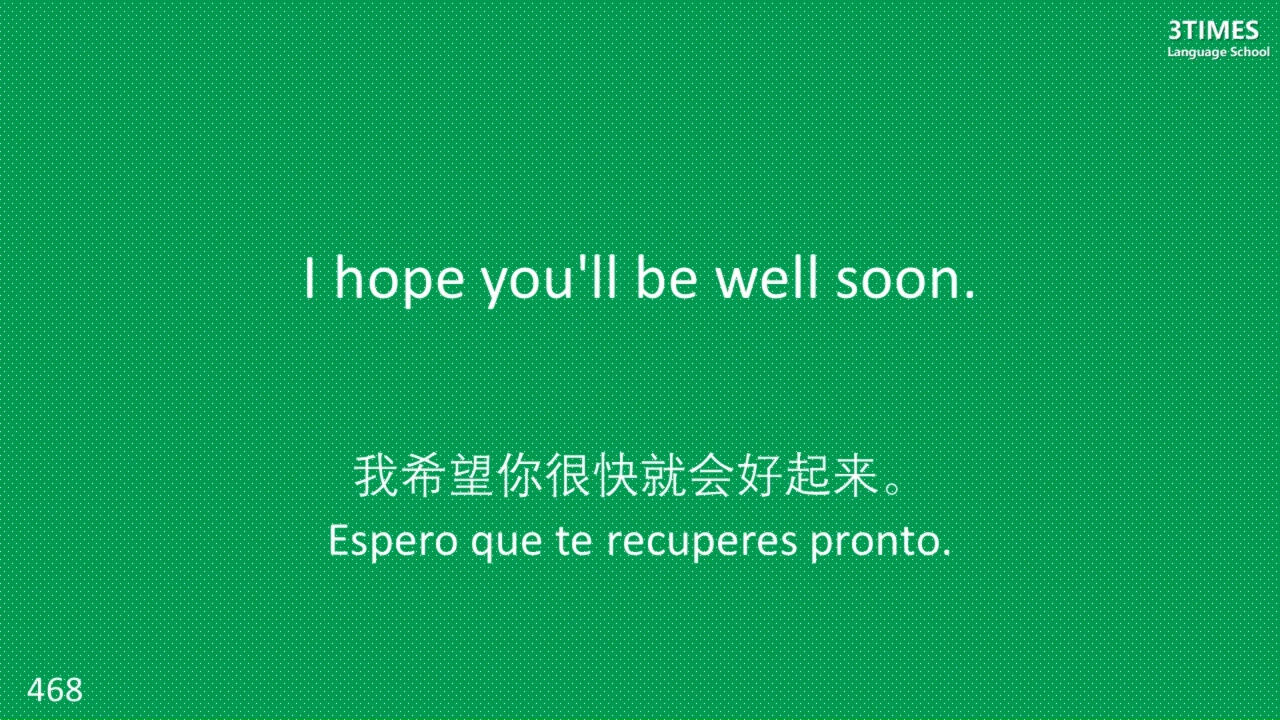 3TIMES
Language School
I hope you'll be well soon.
我希望你很快就会好起来。
Espero que te recuperes pronto.
468